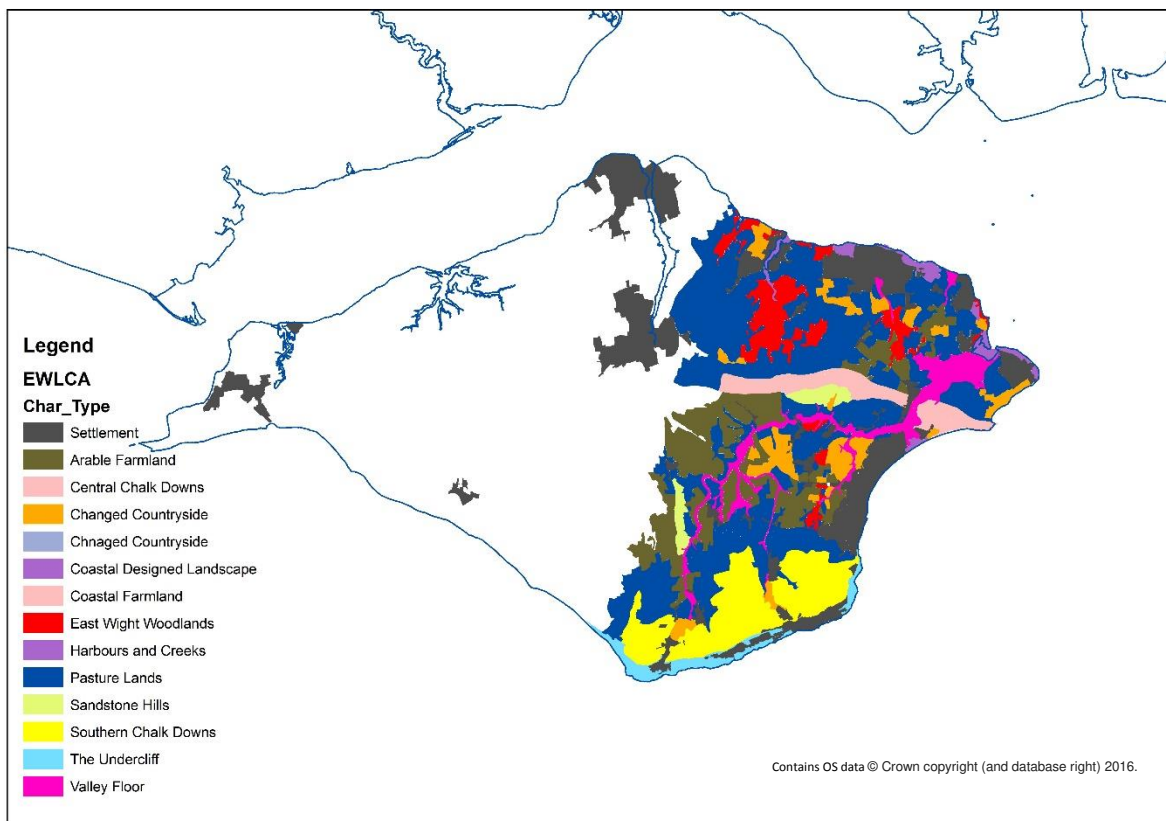 Legend
EWLCA
Char_Type
Settlement
Arable Farmland
Central Chalk Downs
Changed Countryside
Chnaged Countryside
Coastal Designed Landscape
Coastal Farmland
East Wight Woodlands
Harbours and Creeks
Pasture Lands
Sandstone Hills
Southern Chalk Downs
The Undercliff
Valley Floor
Contains OS data © Crown copyright (and database right) 2016.